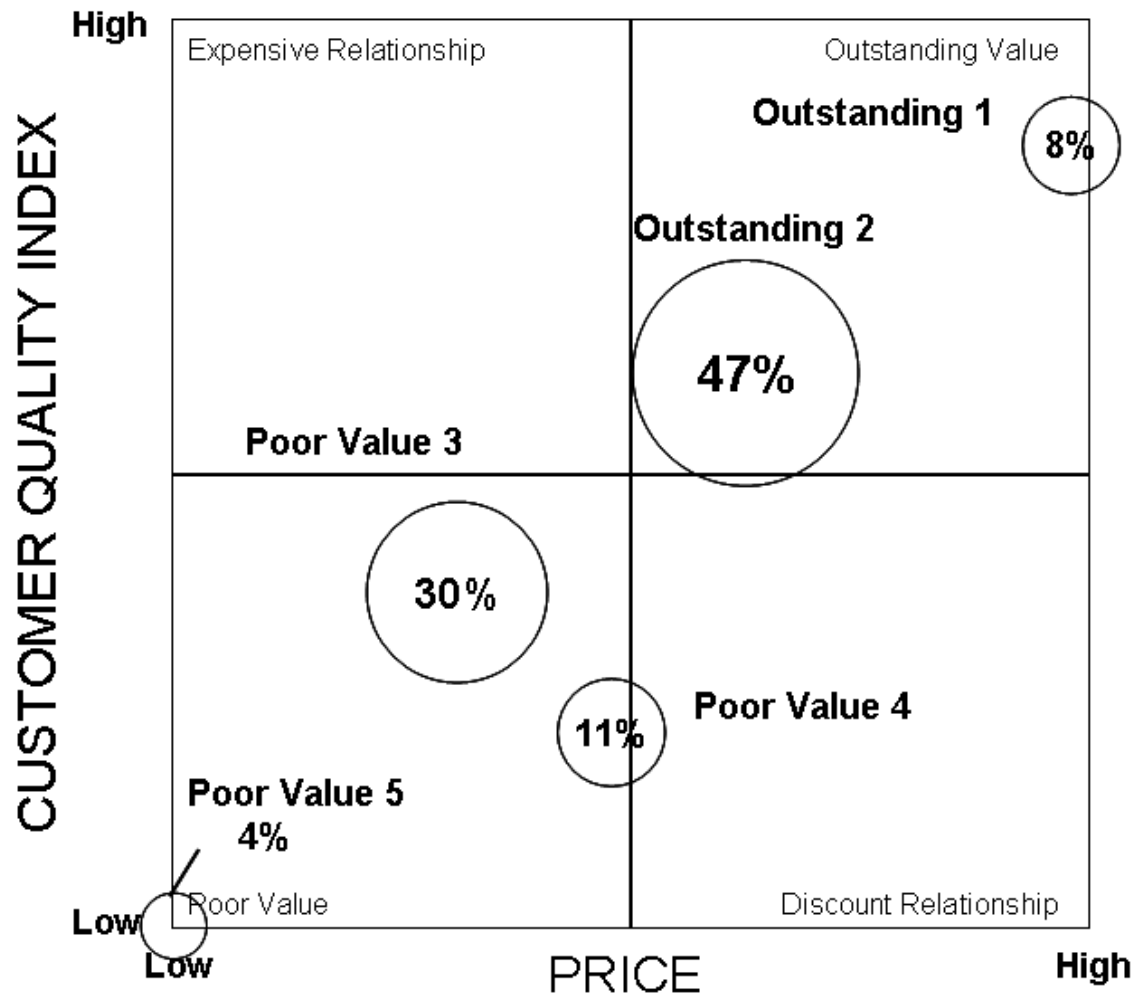 High
Expensive Relationship
Outstanding Value
Outstanding 1
8%
Outstanding 2
47%
CUSTOMER QUALITY INDEX
Poor Value 3
30%
Poor Value 4
11%
Poor Value 5
4%
Low
Poor Value
Discount Relationship
Low
PRICE
High